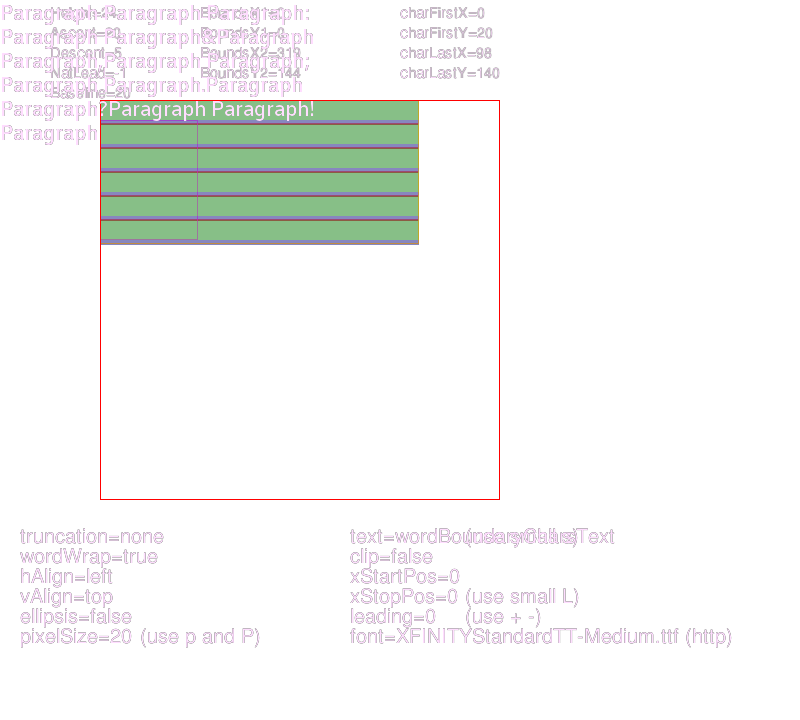 Paragraph Paragraph Paragraph:
Height=24 BoundsX1=0 charFirstX=0
Paragraph Paragraph&Paragraph
Ascent=20 BoundsY1=0 charFirstY=20
Descent=5 BoundsX2=319 charLastX=98
Paragraph,Paragraph,Paragraph;
NatLead=-1 BoundsY2=144 charLastY=140
Paragraph Paragraph.Paragraph
Baseline=20
Paragraph?Paragraph Paragraph!
Paragraph.
truncation=none text=wordBoundarySmallText (use y chars)
wordWrap=true clip=false
hAlign=left xStartPos=0
vAlign=top xStopPos=0 (use small L)
ellipsis=false leading=0 (use + -)
pixelSize=20 (use p and P) font=XFINITYStandardTT-Medium.ttf (http)